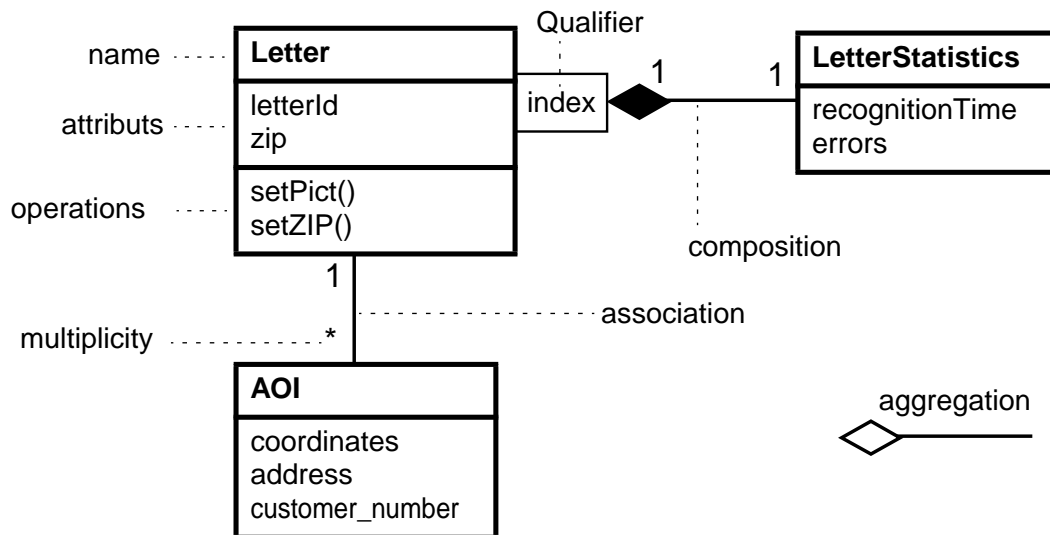 Qualifier
name
Letter
1
1
LetterStatistics
letterId
index
recognitionTime
attributs
zip
errors
operations
setPict()
setZIP()
composition
1
association
multiplicity
*
AOI
aggregation
coordinates
address
customer_number